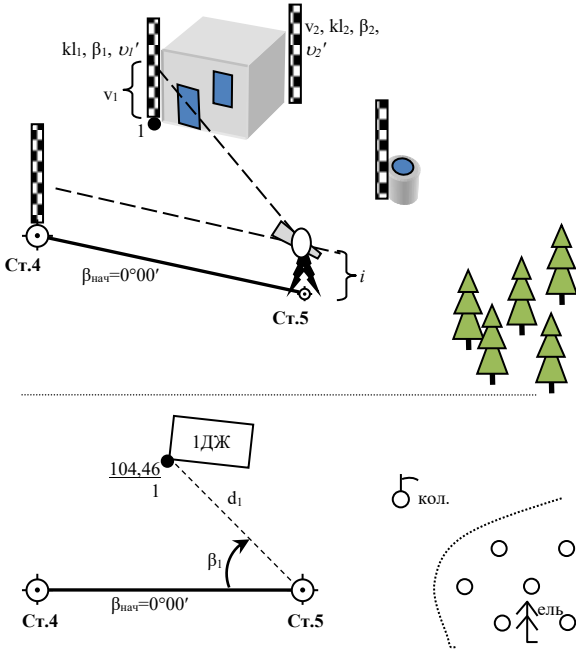 v₂, kl₂, β₂,
υ₂′
kl₁, β₁, υ₁′
v₁
1
Ст.4
βнач=0°00′
i
Ст.5
1ДЖ
104,46
1
d₁
кол.
β₁
ель
βнач=0°00′
Ст.4
Ст.5